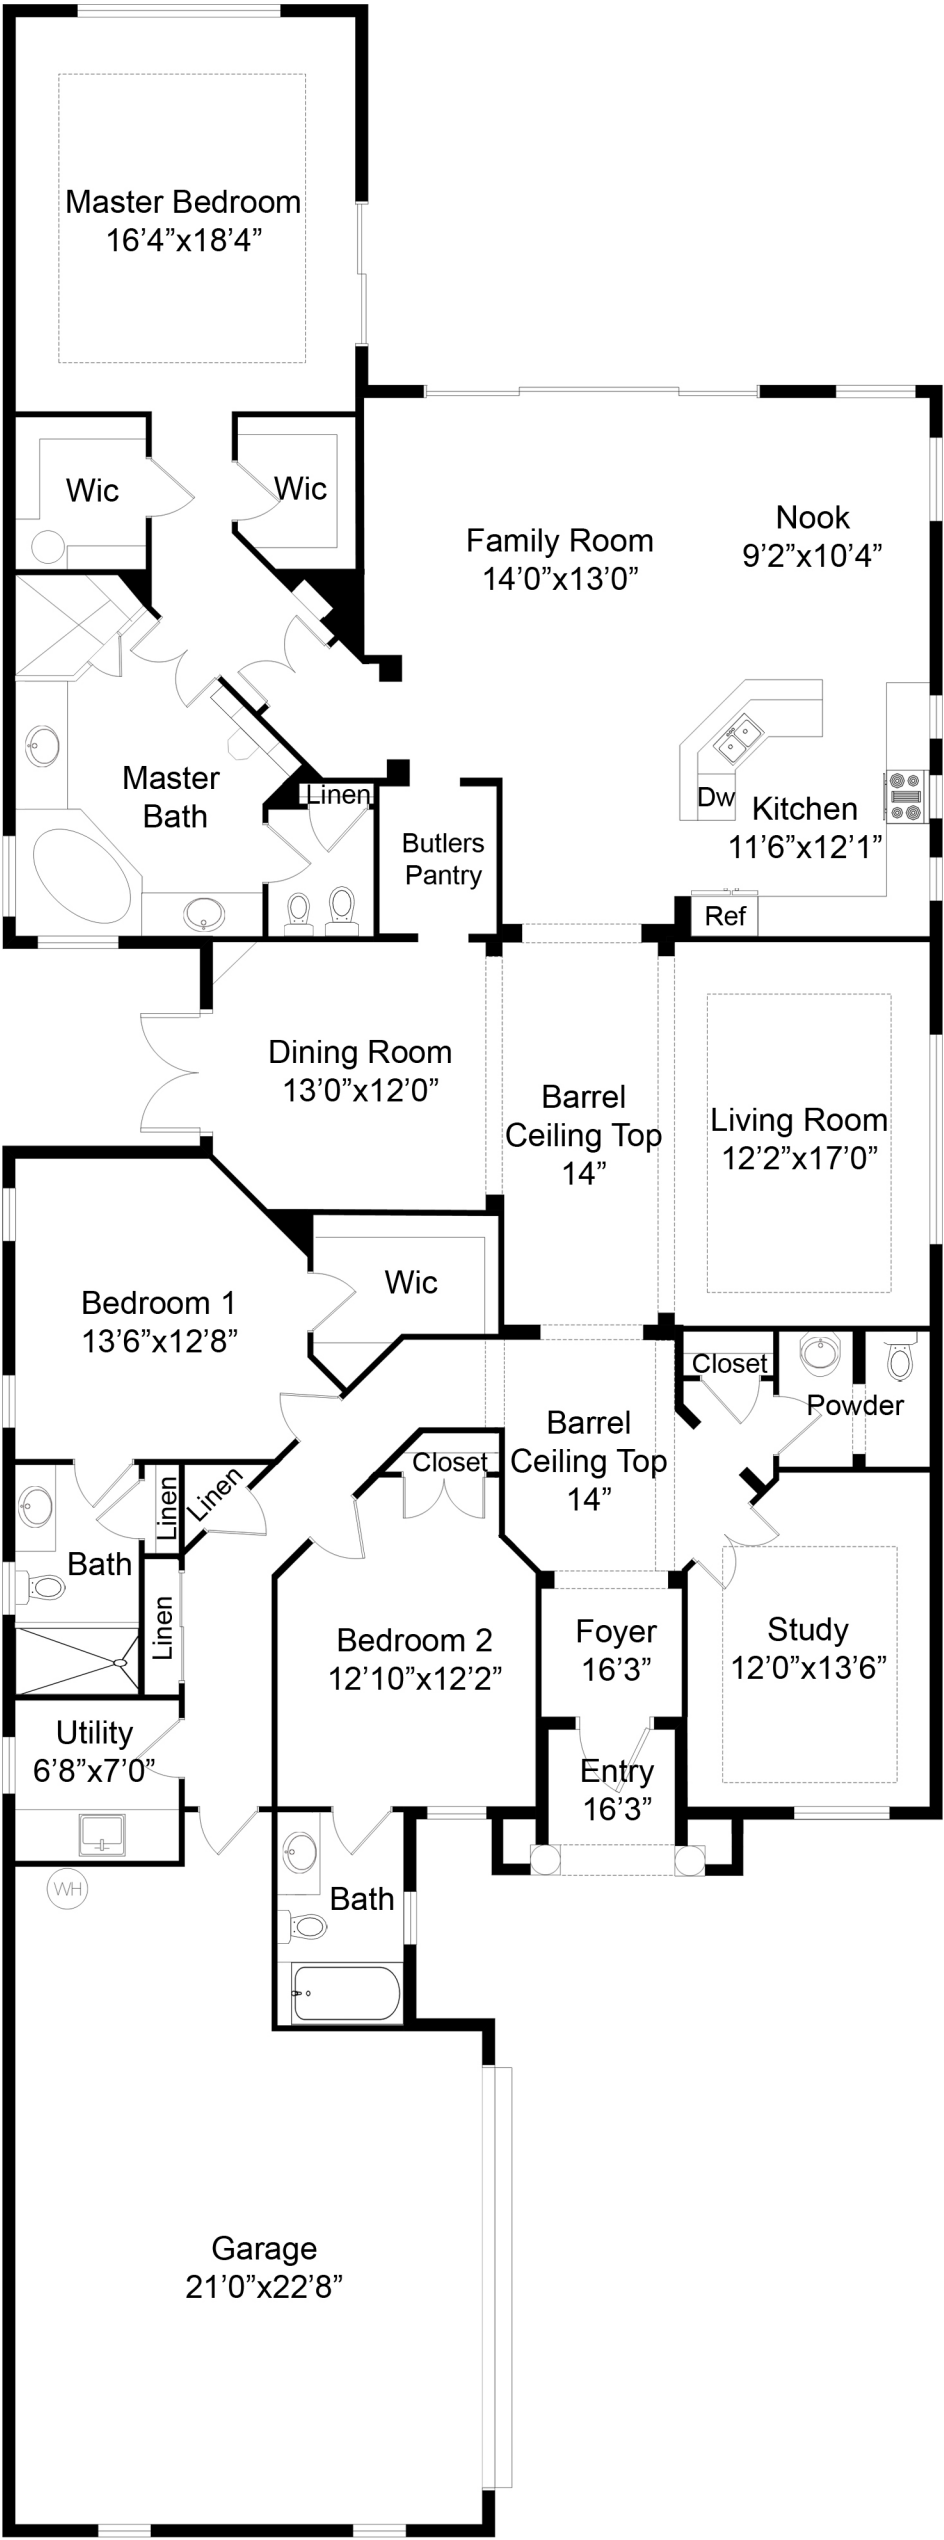 Master Bedroom
16’4”x18’4”
Wic
Wic
Family Room
14’0”x13’0”
Nook
9’2”x10’4”
Master
Bath
Linen
Butlers
Pantry
Dw
Kitchen
11’6”x12’1”
Ref
Dining Room
13’0”x12’0”
Barrel
Ceiling Top
14”
Living Room
12’2”x17’0”
Bedroom 1
13’6”x12’8”
Wic
Closet
Powder
Barrel
Ceiling Top
14”
Closet
Linen
Linen
Bath
Linen
Bedroom 2
12’10”x12’2”
Foyer
16’3”
Study
12’0”x13’6”
Utility
6’8”x7’0”
Entry
16’3”
WH
Bath
Garage
21’0”x22’8”